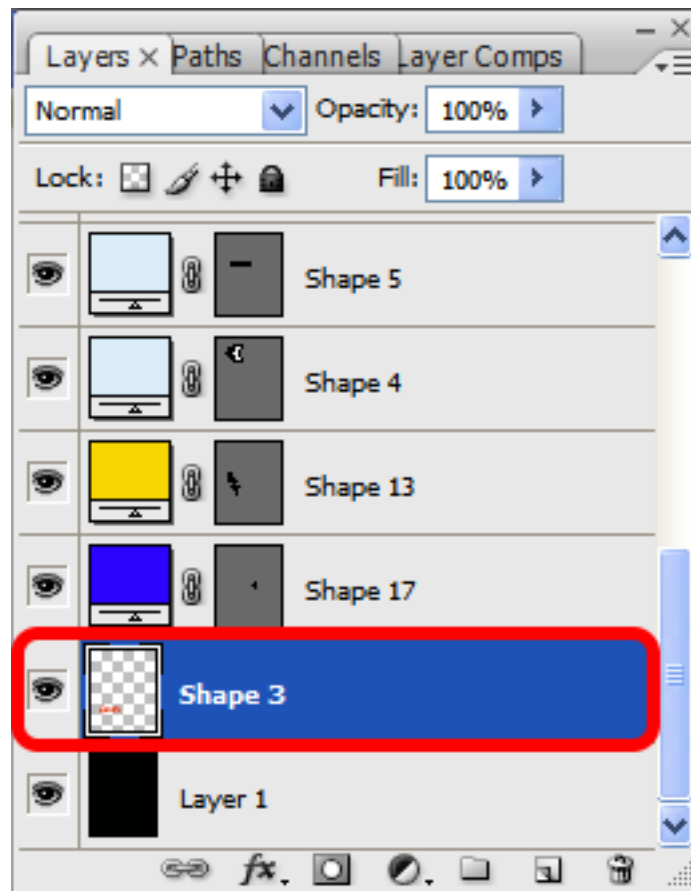 Layers Paths Channels Layer Comps
Normal Opacity: 100%
Lock: Fill: 100%
Shape 5
Shape 4
Shape 13
Shape 17
Shape 3
Layer 1
fx.